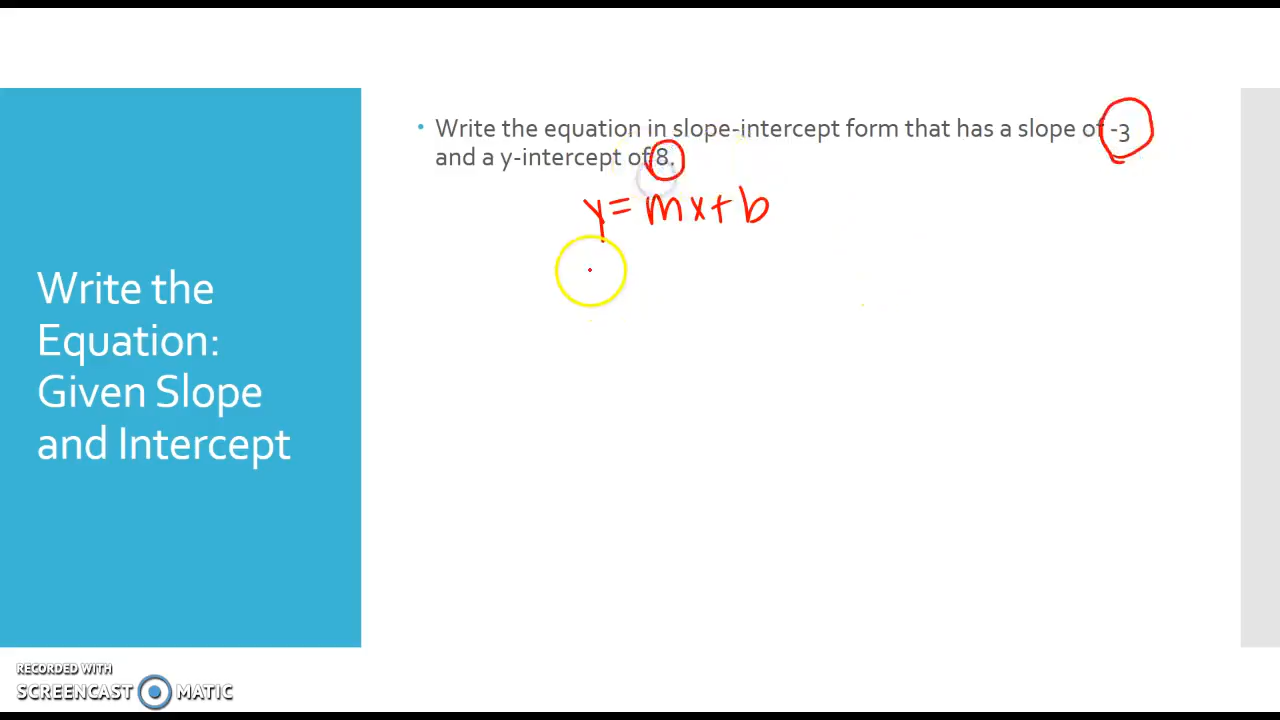 • Write the equation in slope-intercept form that has a slope of -3
and a y-intercept of 8.
y = mx + b
Write the
Equation:
Given Slope
and Intercept
RECORDED WITH
SCREENCAST MATIC